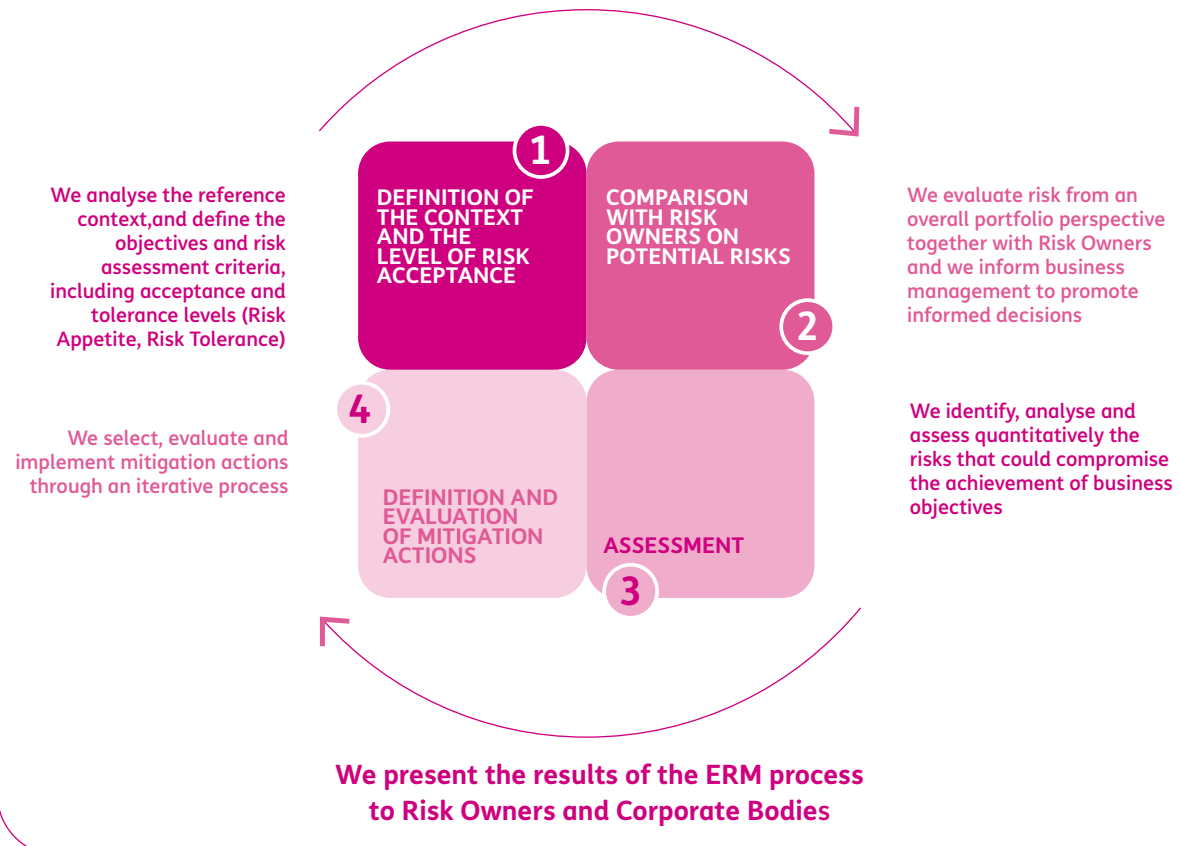 1
DEFINITION OF
THE CONTEXT
AND THE
LEVEL OF RISK
ACCEPTANCE
We analyse the reference
context,and define the
objectives and risk
assessment criteria,
including acceptance and
tolerance levels (Risk
Appetite, Risk Tolerance)
COMPARISON
WITH RISK
OWNERS ON
POTENTIAL RISKS
2
We evaluate risk from an
overall portfolio perspective
together with Risk Owners
and we inform business
management to promote
informed decisions
ASSESSMENT
3
We identify, analyse and
assess quantitatively the
risks that could compromise
the achievement of business
objectives
4
DEFINITION AND
EVALUATION
OF MITIGATION
ACTIONS
We select, evaluate and
implement mitigation actions
through an iterative process
We present the results of the ERM process
to Risk Owners and Corporate Bodies